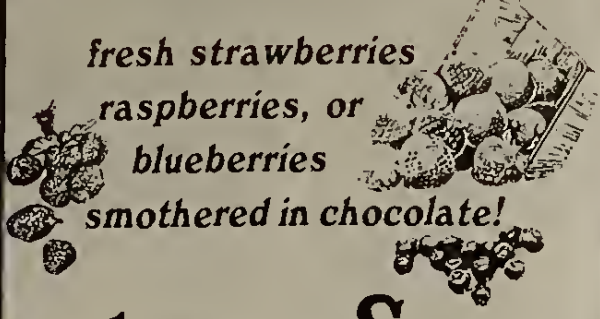 fresh strawberries
raspberries, or
blueberries
smothered in chocolate!